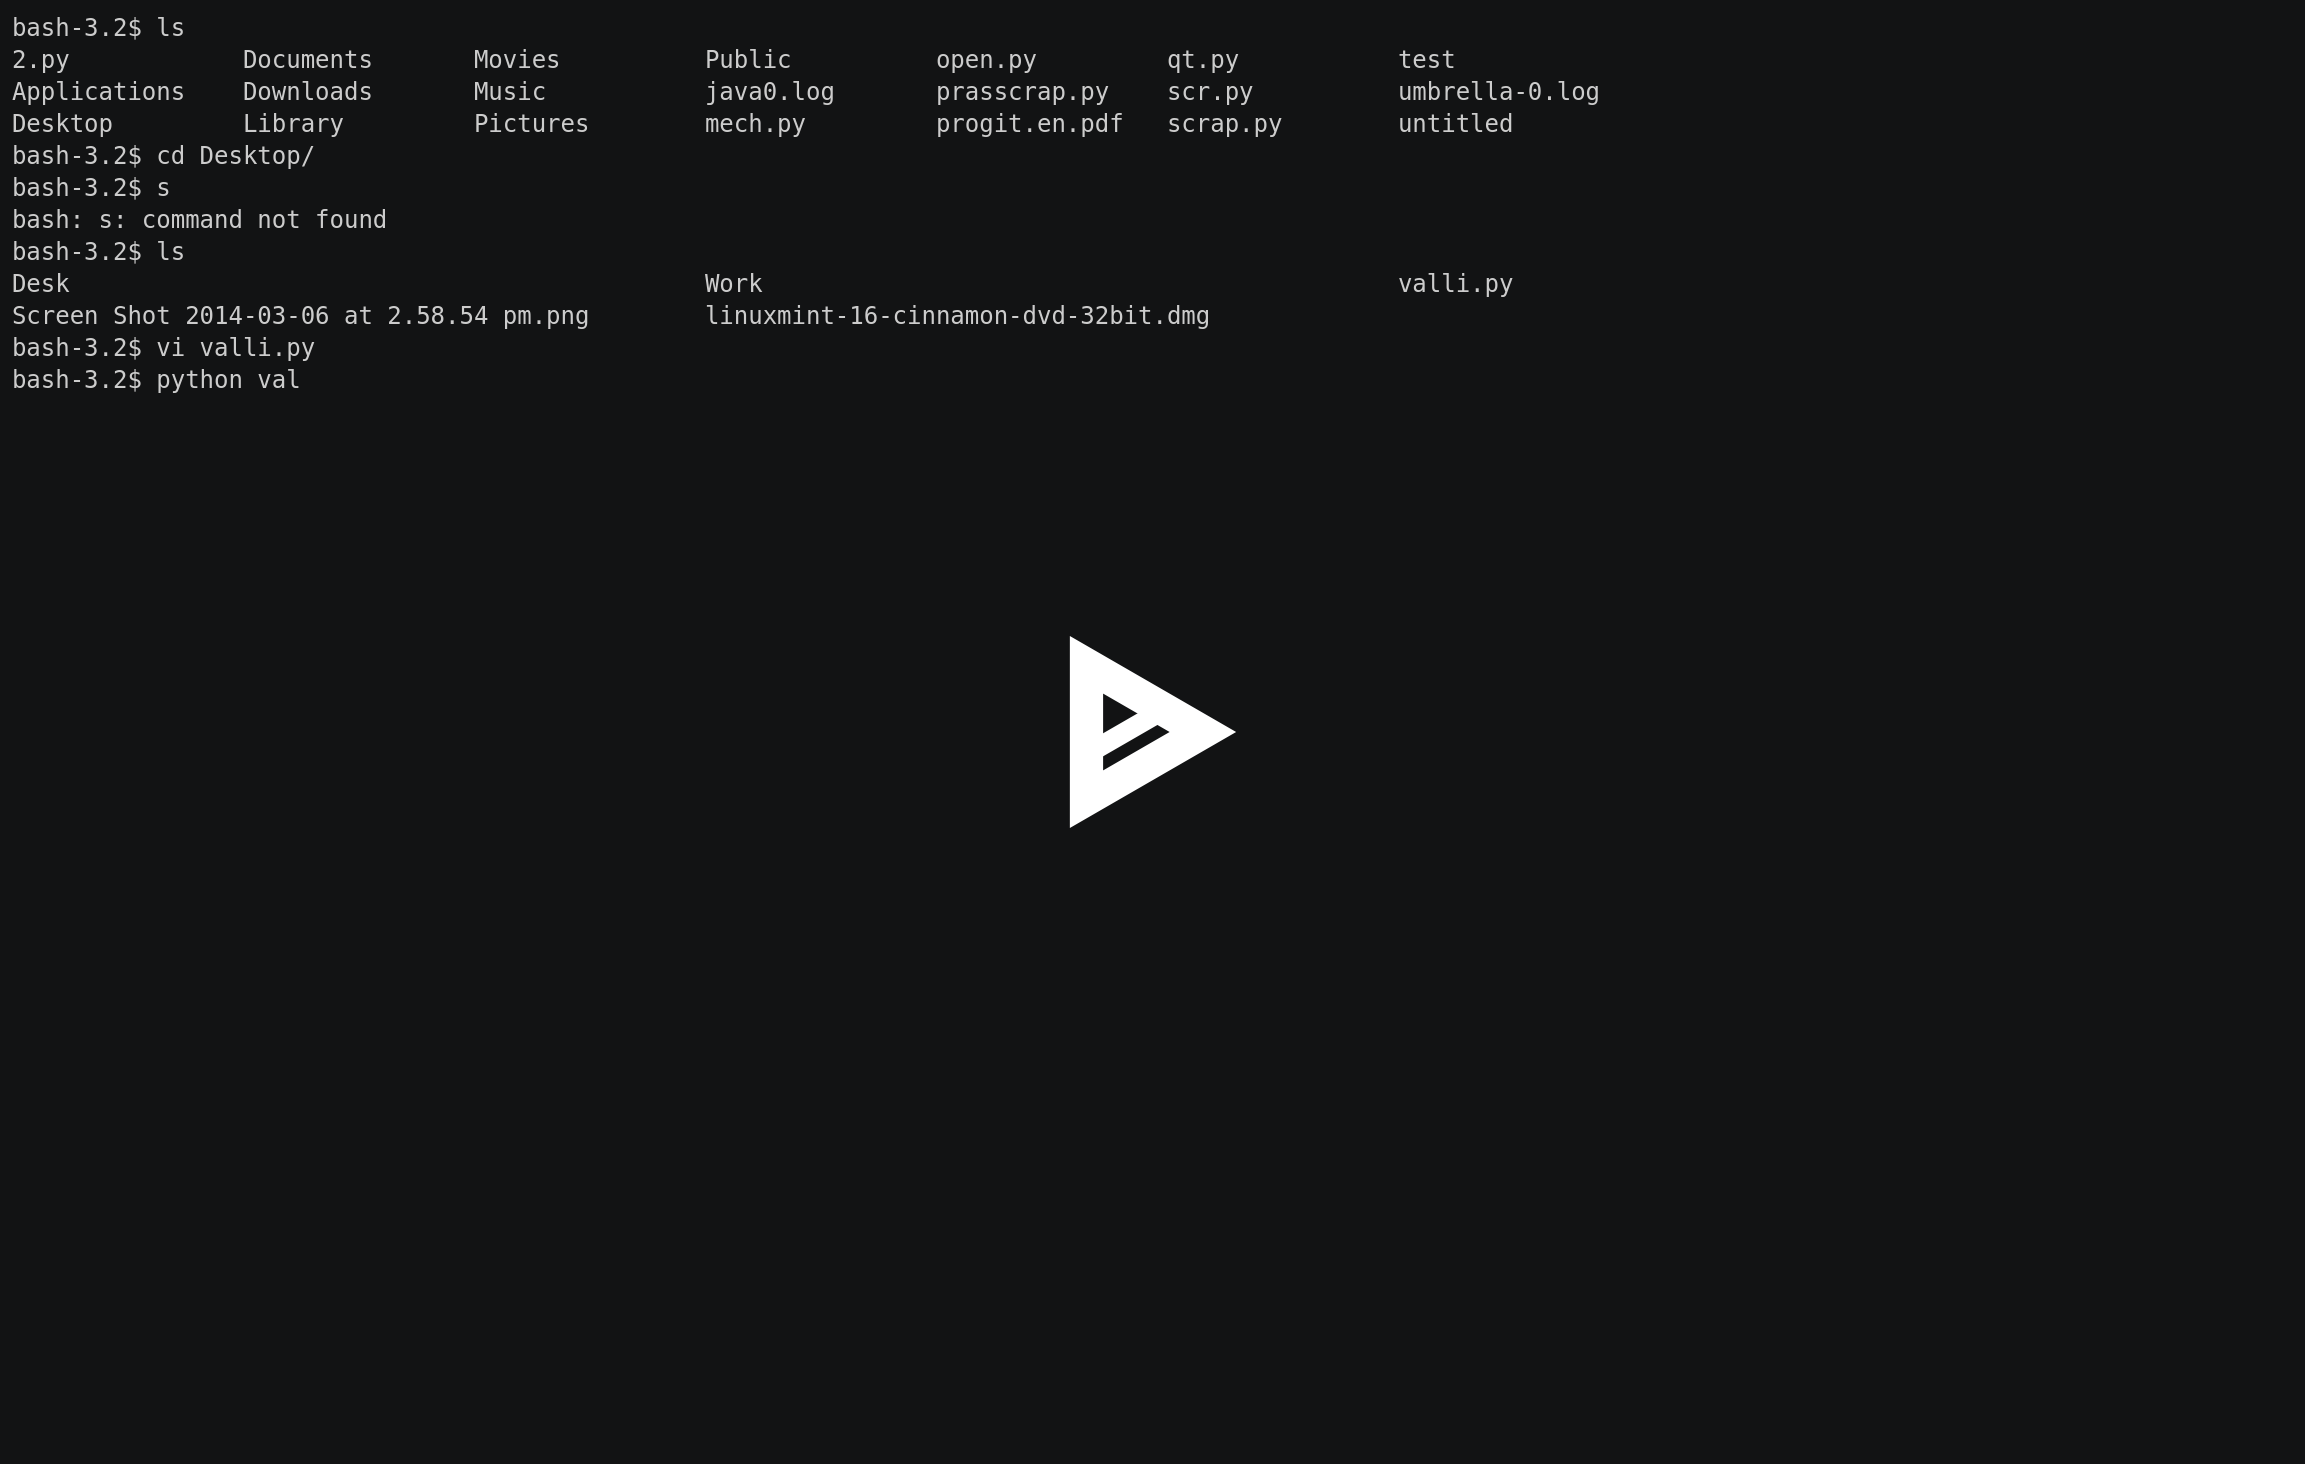 bash-3.2$ ls
2.py            Documents       Movies          Public          open.py         qt.py           test
Applications    Downloads       Music           java0.log       prasscrap.py    scr.py          umbrella-0.log
Desktop         Library         Pictures        mech.py         progit.en.pdf   scrap.py        untitled
bash-3.2$ cd Desktop/
bash-3.2$ s
bash: s: command not found
bash-3.2$ ls
Desk                                            Work                                            valli.py
Screen Shot 2014-03-06 at 2.58.54 pm.png        linuxmint-16-cinnamon-dvd-32bit.dmg
bash-3.2$ vi valli.py
bash-3.2$ python val